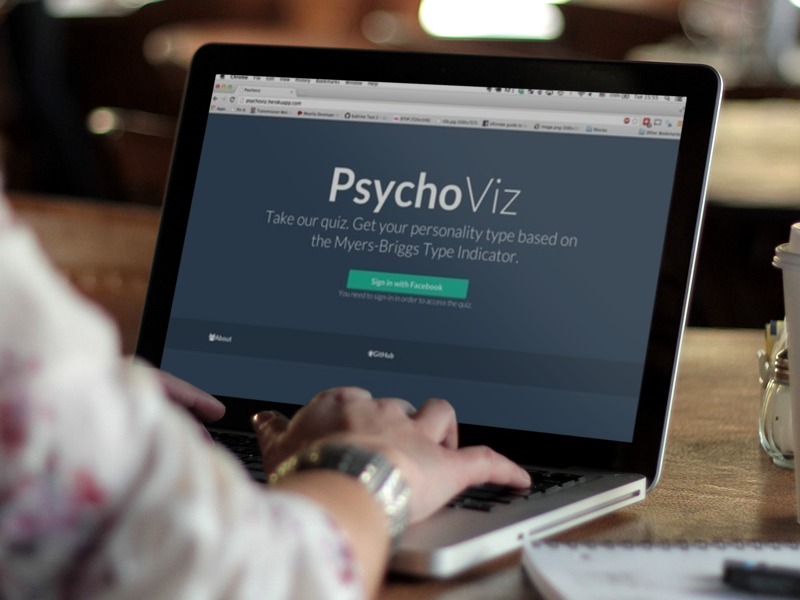 Chrome File Edit View History Bookmarks Window Help
PsychoViz
psychoviz.herokuapp.com
Other Bookmarks
PsychoViz
Take our quiz. Get your personality type based on
the Myers-Briggs Type Indicator.
Sign in with Facebook
You need to sign in in order to access the quiz.
About
GitHub